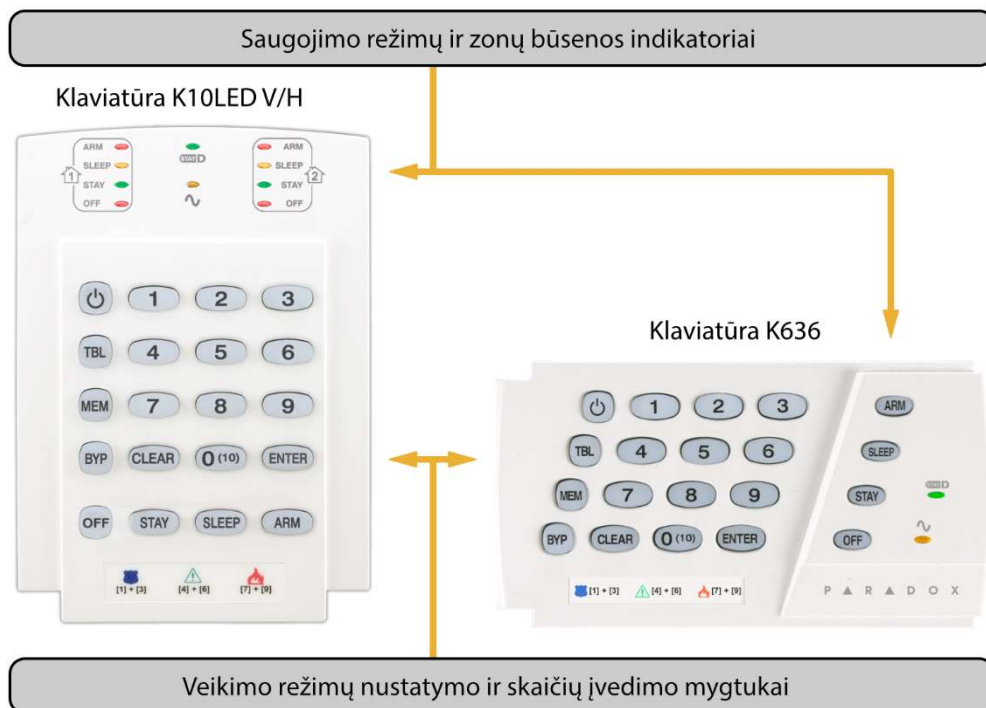 Saugojimo režimų ir zonų būsenos indikatoriai
Klaviatūra K10LED V/H
ARM
SLEEP
STAY
OFF
1
STAY D
ARM
SLEEP
STAY
OFF
2
1 2 3
TBL 4 5 6
MEM 7 8 9
BYP CLEAR 0 (10) ENTER
OFF STAY SLEEP ARM
[1] + [3] [4] + [6] [7] + [9]
Klaviatūra K636
1 2 3 ARM
TBL 4 5 6 SLEEP
MEM 7 8 9 STAY STAY D
BYP CLEAR 0 (10) ENTER OFF
[1] + [3] [4] + [6] [7] + [9]
PARADOX
Veikimo režimų nustatymo ir skaičių įvedimo mygtukai